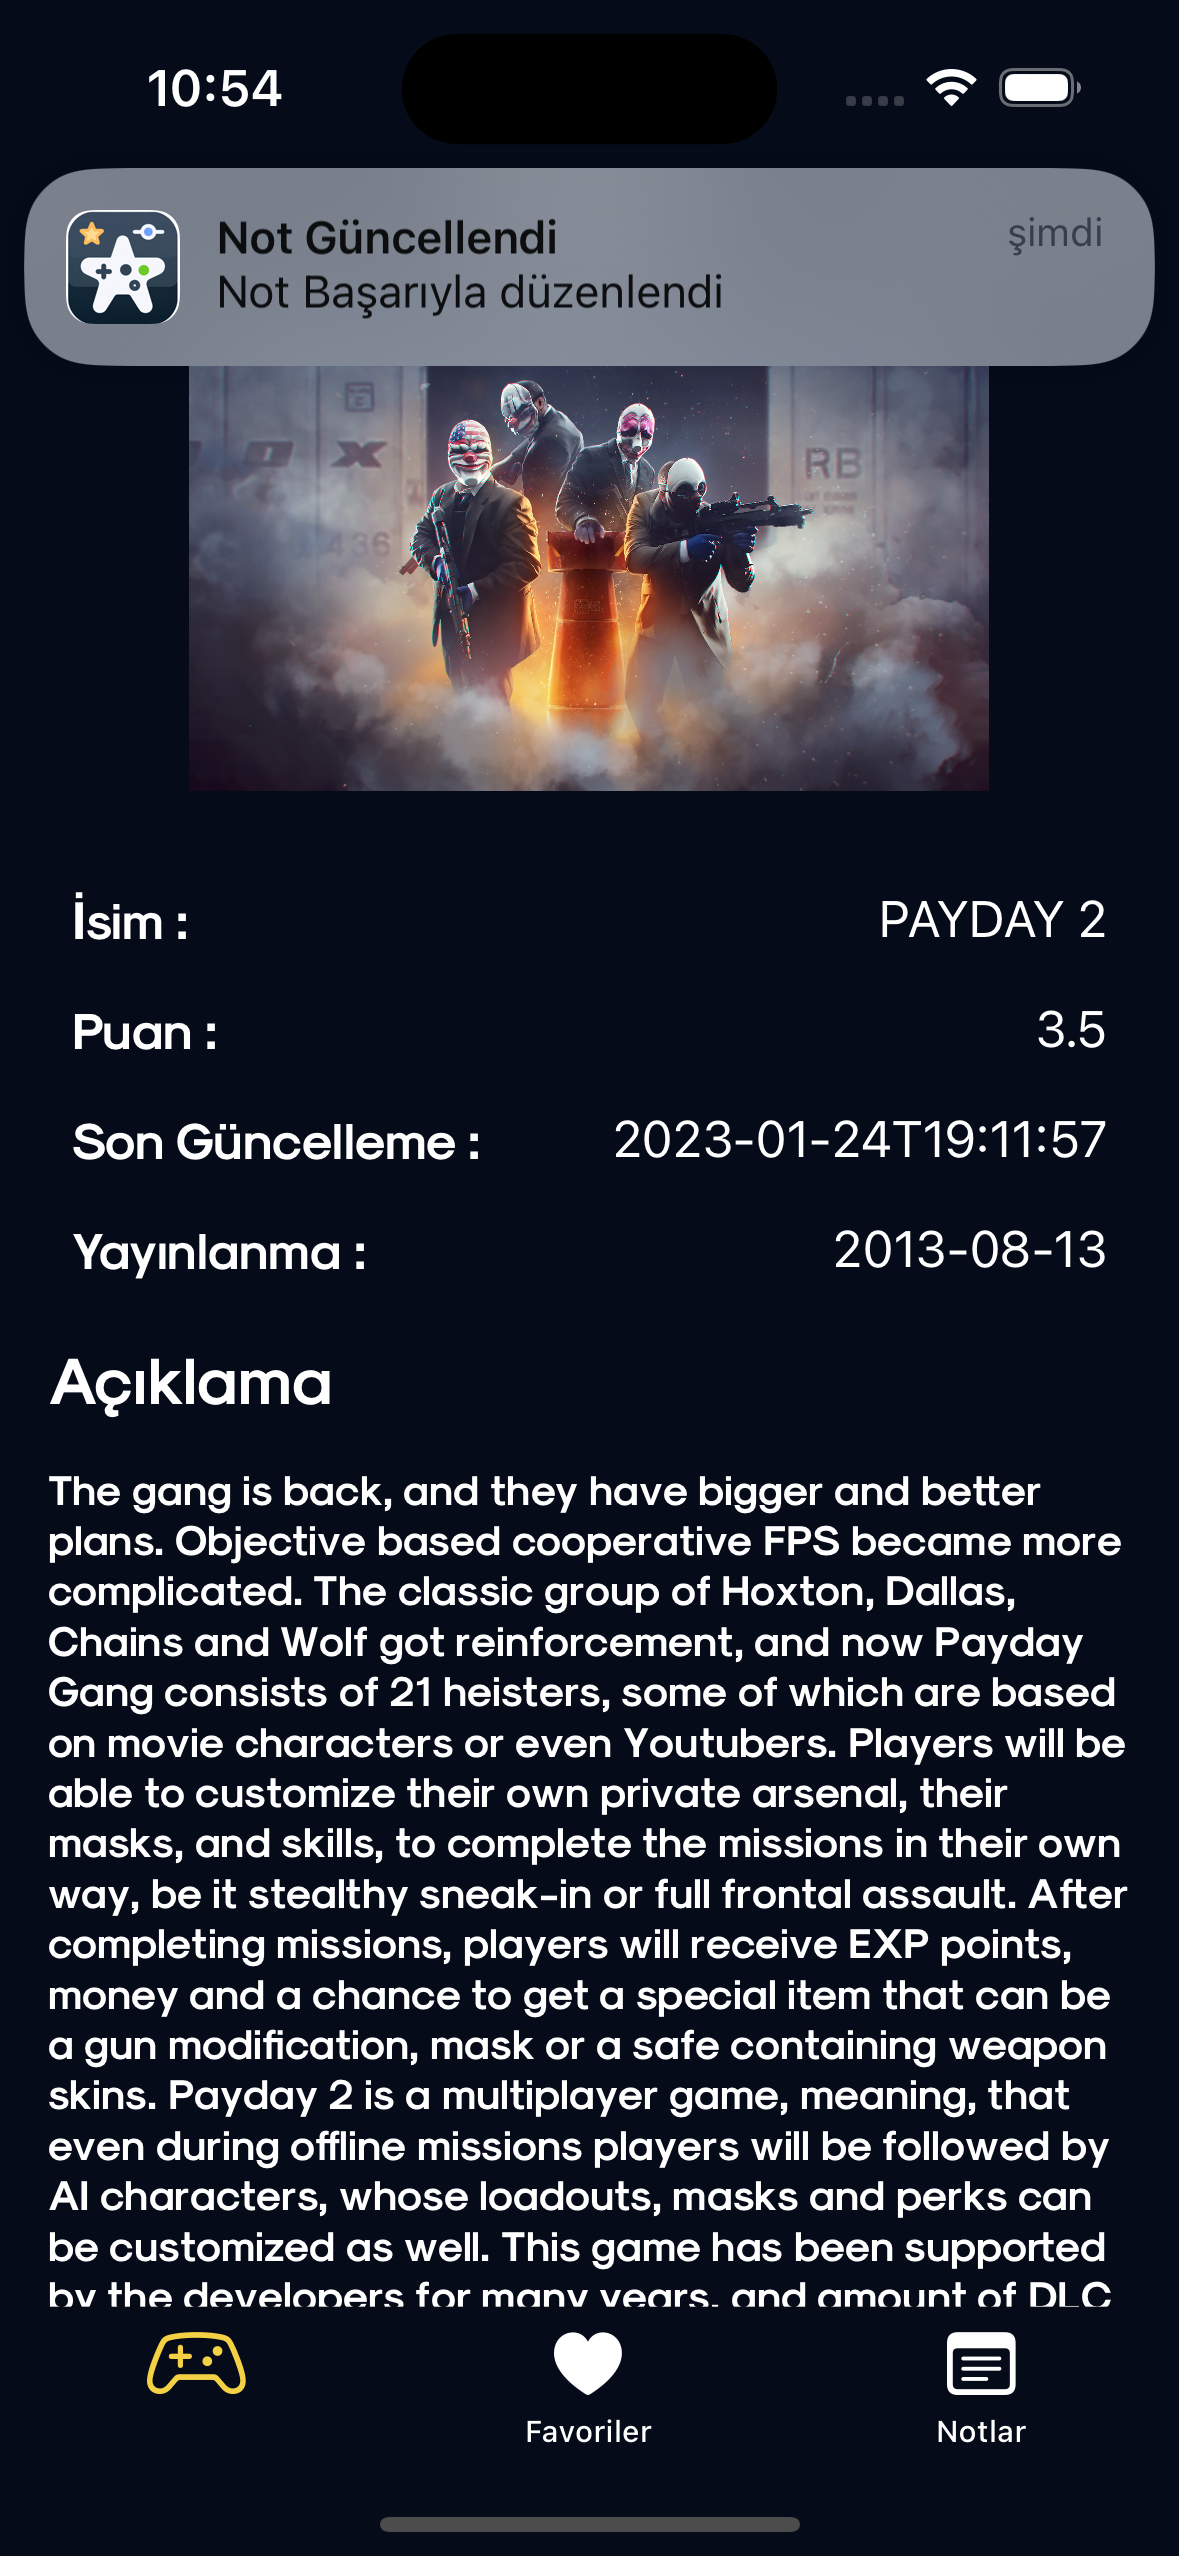 10:54
Not Güncellendi
şimdi
Not Başarıyla düzenlendi
OX
RB
436
İsim :
PAYDAY 2
Puan :
3.5
Son Güncelleme :
2023-01-24T19:11:57
Yayınlanma :
2013-08-13
Açıklama
The gang is back, and they have bigger and better
plans. Objective based cooperative FPS became more
complicated. The classic group of Hoxton, Dallas,
Chains and Wolf got reinforcement, and now Payday
Gang consists of 21 heisters, some of which are based
on movie characters or even Youtubers. Players will be
able to customize their own private arsenal, their
masks, and skills, to complete the missions in their own
way, be it stealthy sneak-in or full frontal assault. After
completing missions, players will receive EXP points,
money and a chance to get a special item that can be
a gun modification, mask or a safe containing weapon
skins. Payday 2 is a multiplayer game, meaning, that
even during offline missions players will be followed by
AI characters, whose loadouts, masks and perks can
be customized as well. This game has been supported
by the developers for many years, and amount of DLC
Favoriler
Notlar